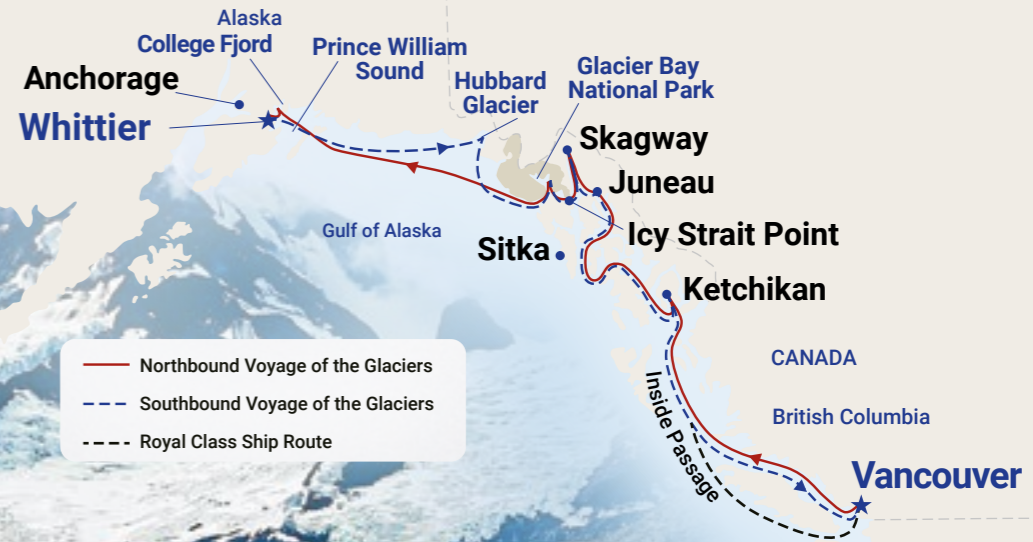 Alaska
College Fjord
Prince William
Sound
Anchorage
Whittier
Hubbard
Glacier
Glacier Bay
National Park
Skagway
Juneau
Icy Strait Point
Gulf of Alaska
Sitka
Ketchikan
Northbound Voyage of the Glaciers
Southbound Voyage of the Glaciers
Royal Class Ship Route
Inside Passage
CANADA
British Columbia
Vancouver